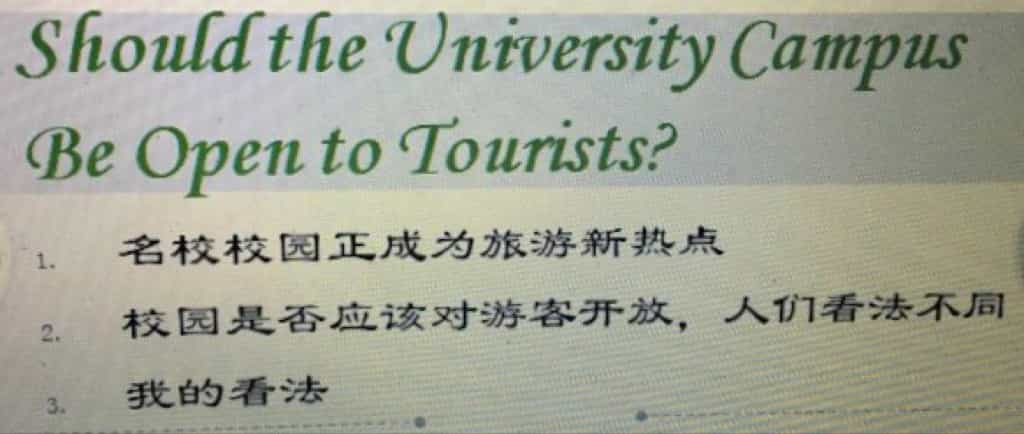 Should the University Campus
Be Open to Tourists?
1. 名校校园正成为旅游新热点
2. 校园是否应该对游客开放，人们看法不同
3. 我的看法